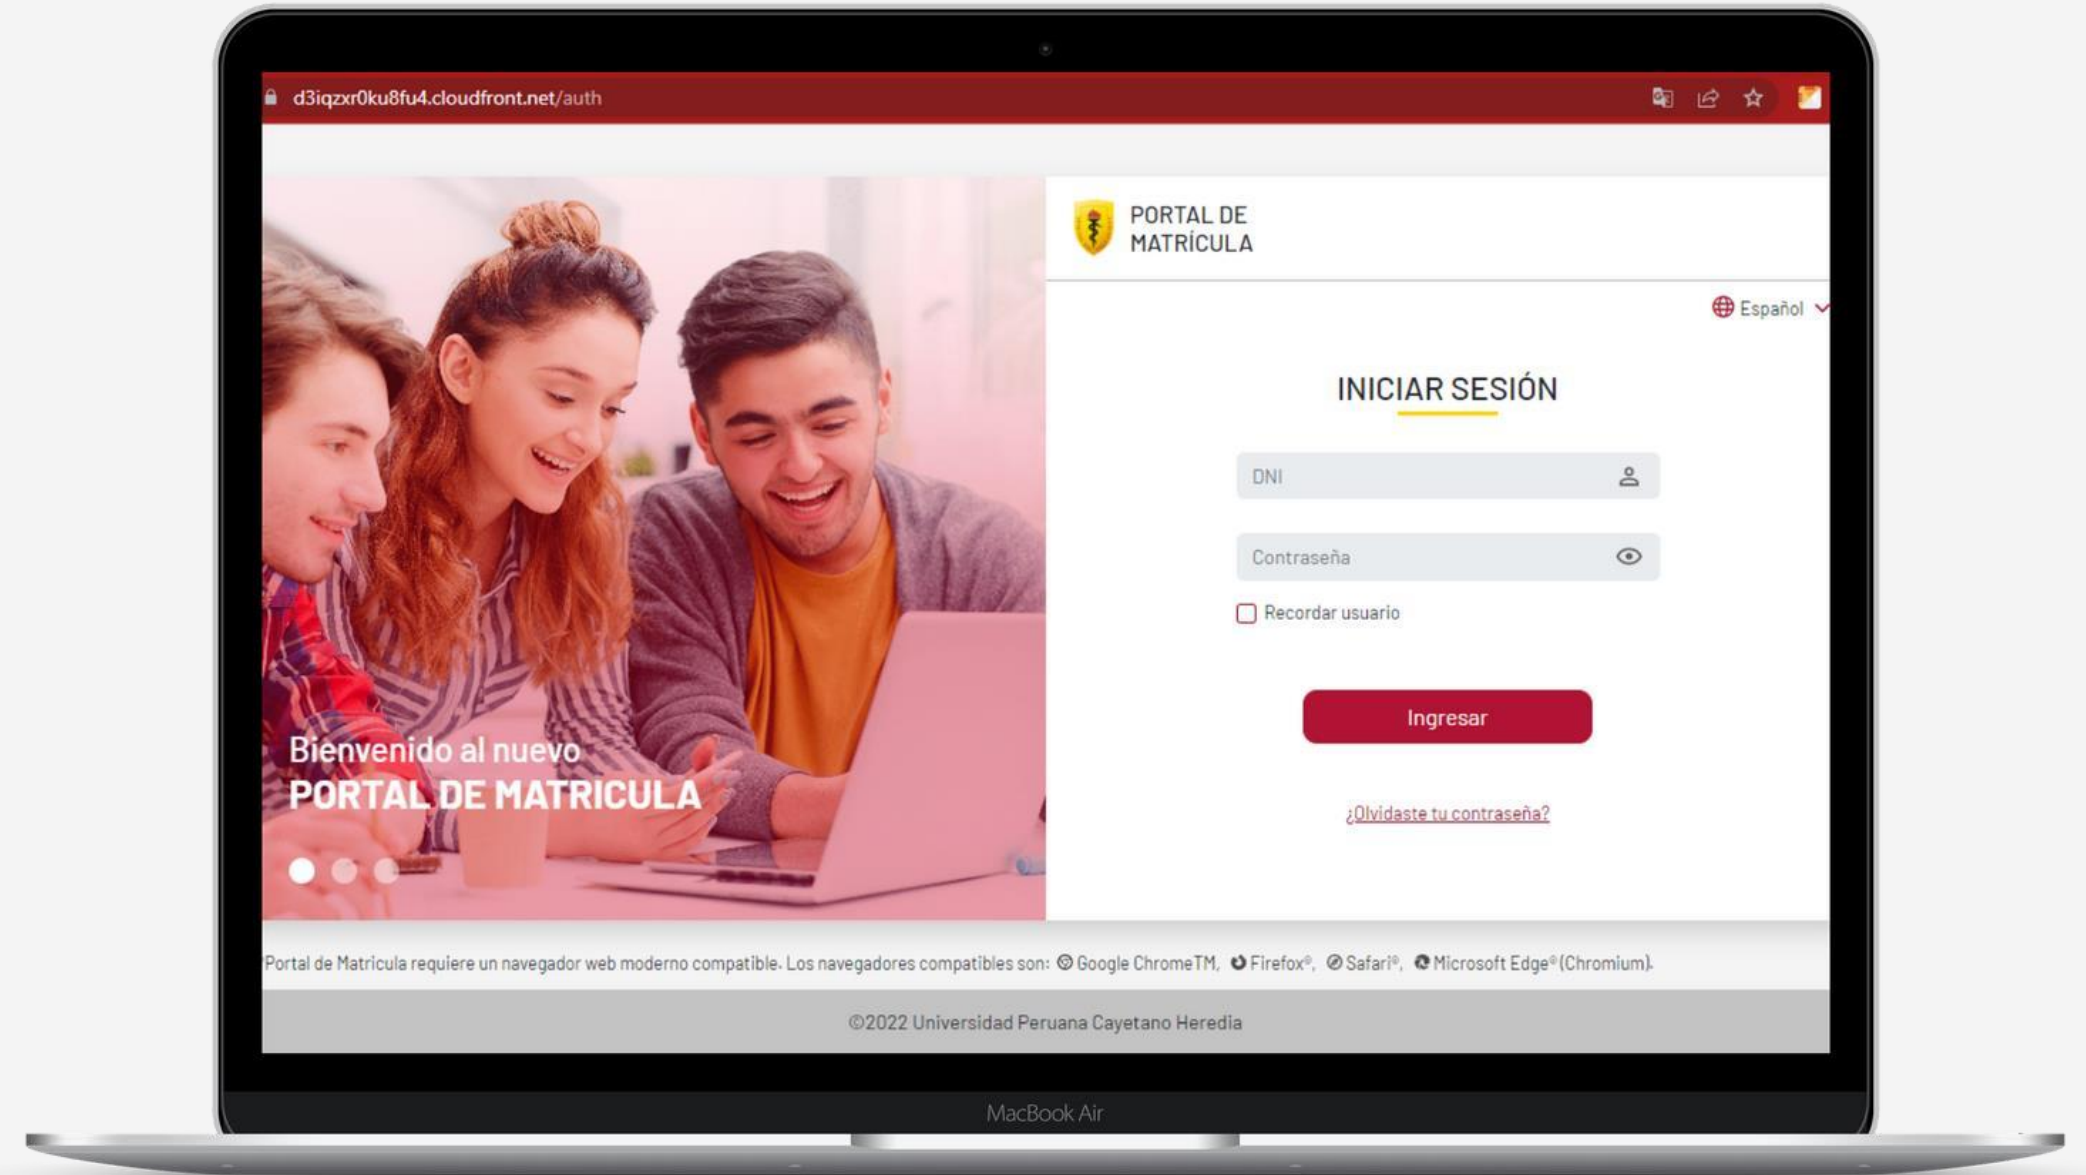 d3iqzxr0ku8fu4.cloudfront.net/auth
PORTAL DE
MATRÍCULA
Español
INICIAR SESIÓN
DNI
Contraseña
Recordar usuario
Ingresar
¿Olvidaste tu contraseña?
Bienvenido al nuevo
PORTAL DE MATRICULA
*Portal de Matricula requiere un navegador web moderno compatible. Los navegadores compatibles son: Google ChromeTM, Firefox®, Safari®, Microsoft Edge® (Chromium).
©2022 Universidad Peruana Cayetano Heredia
MacBook Air